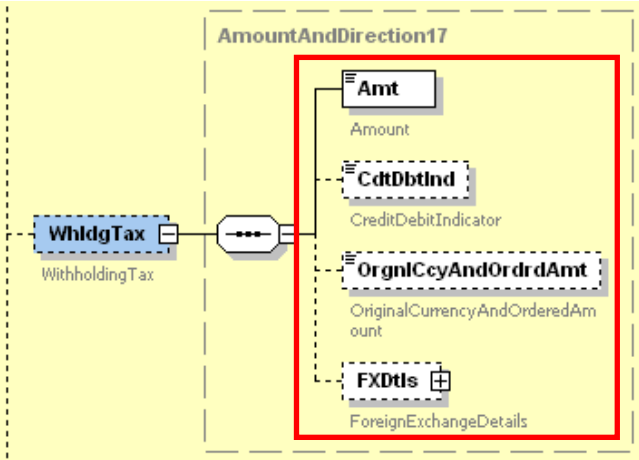 AmountAndDirection17
Amt
Amount
CdtDbtInd
CreditDebitIndicator
WhldgTax
WithholdingTax
OrgnlCcyAndOrdrdAmt
OriginalCurrencyAndOrderedAm
ount
FXDtls
ForeignExchangeDetails